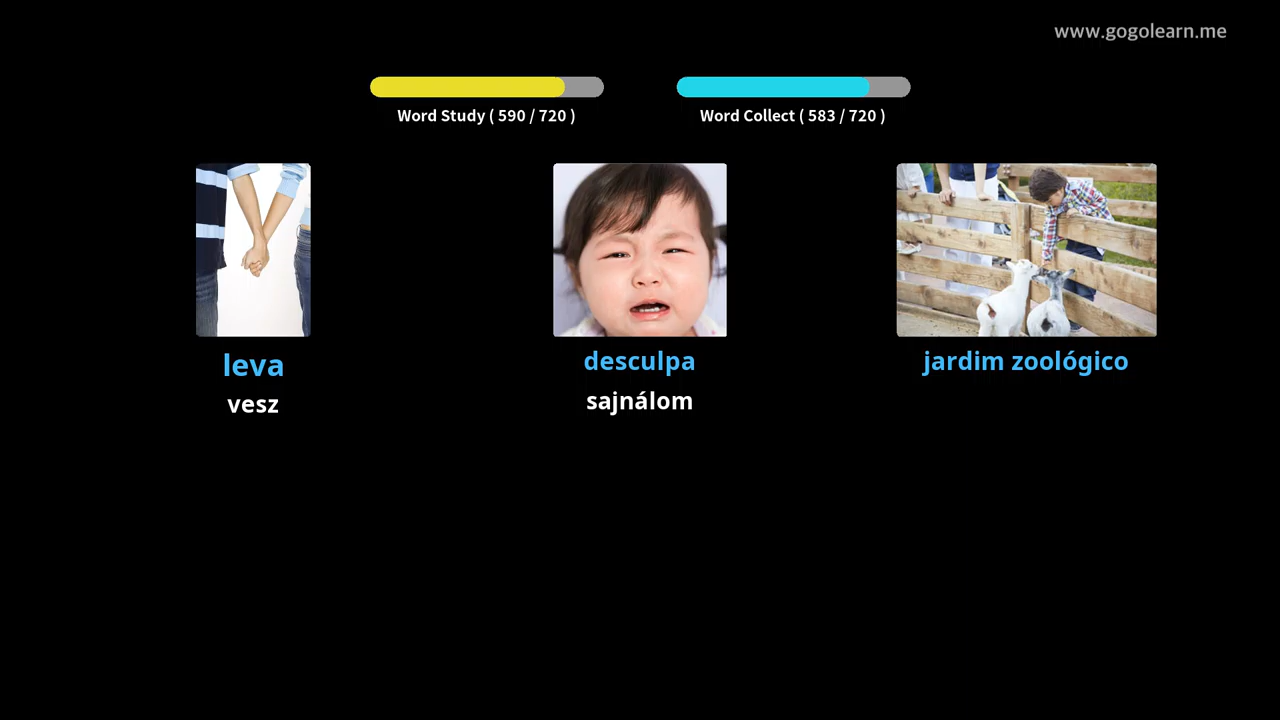 www.gogolearn.me
Word Study ( 590 / 720 )
Word Collect ( 583 / 720 )
leva
vesz
desculpa
sajnálom
jardim zoológico